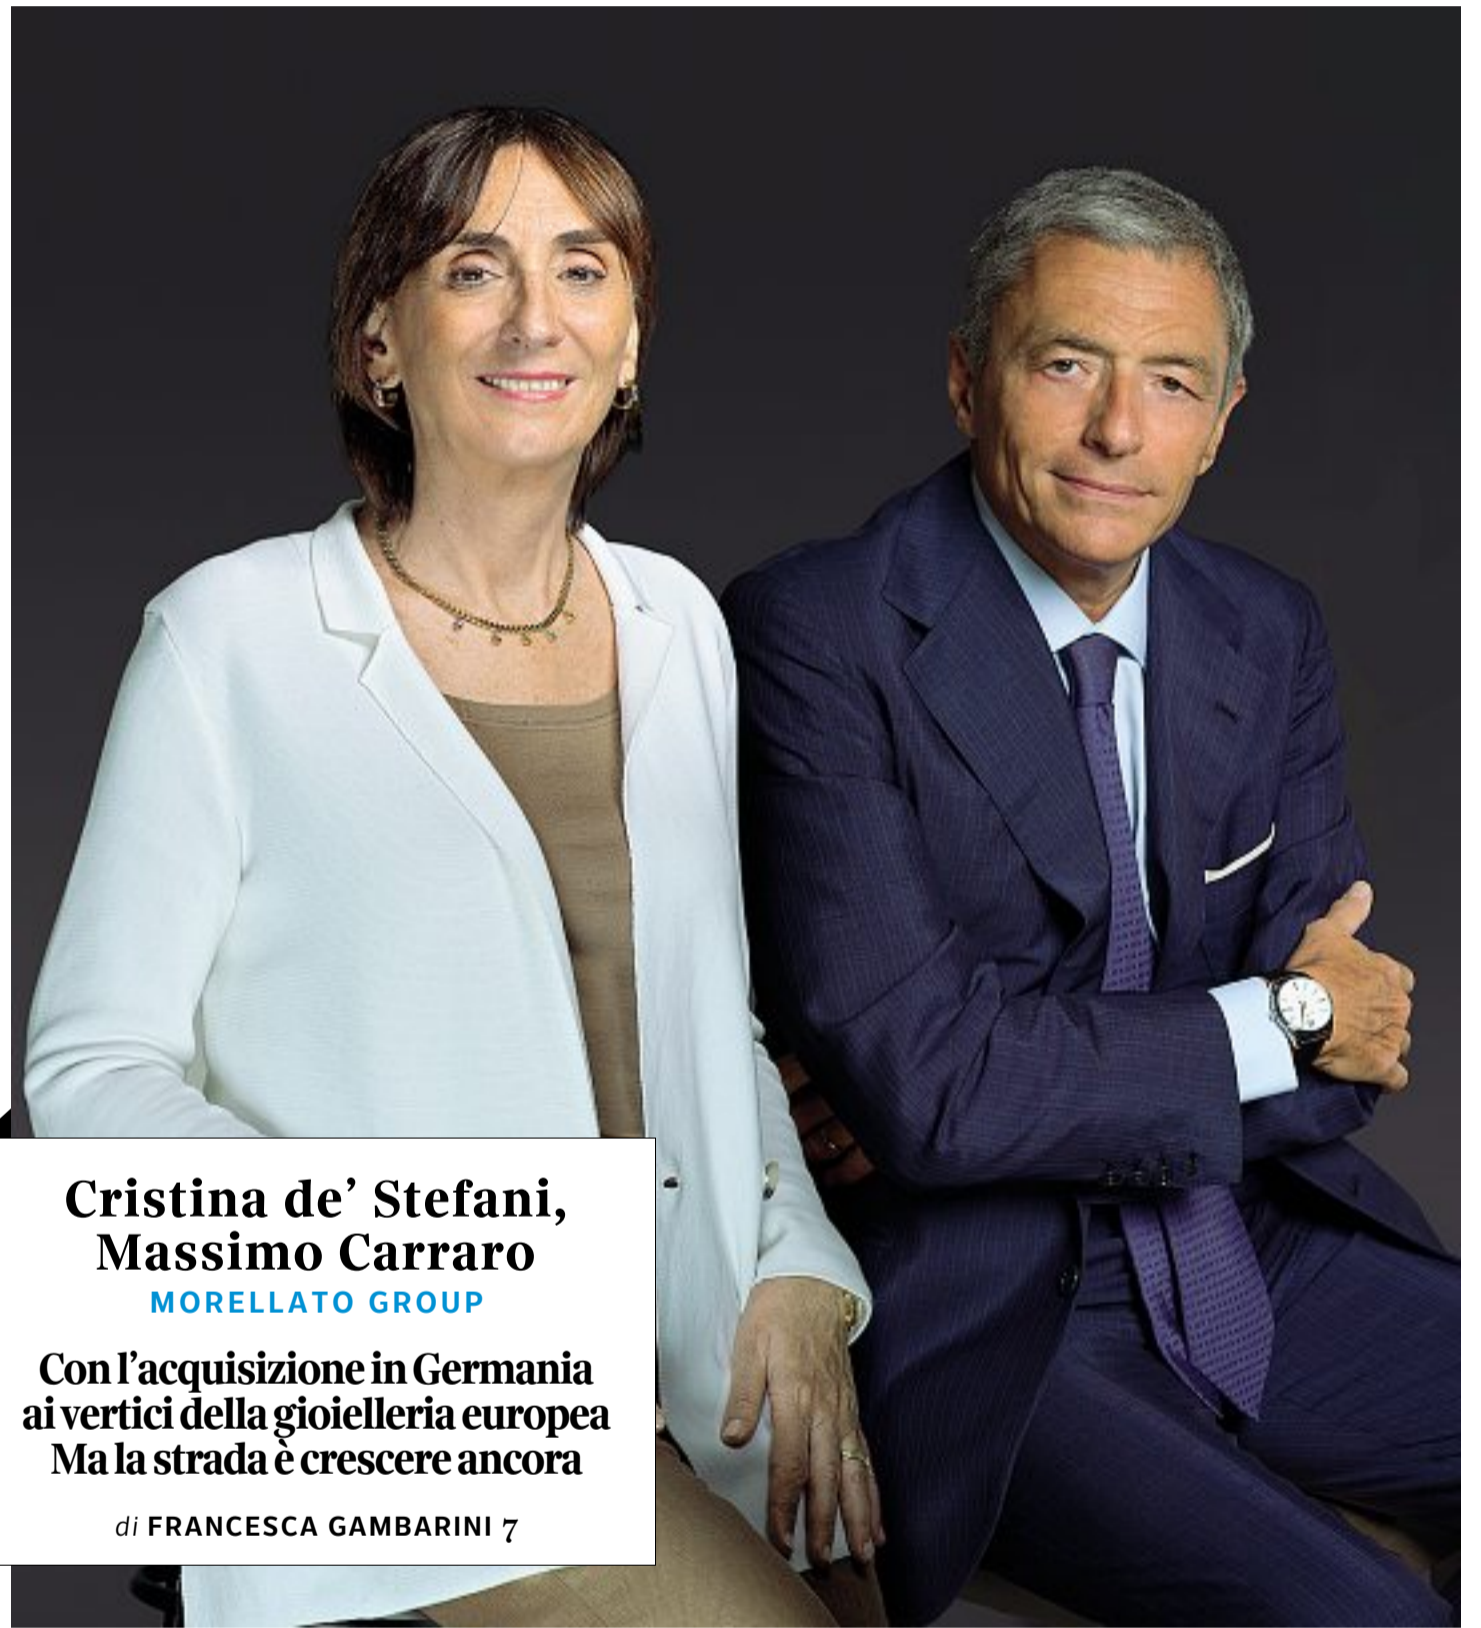 Cristina de’ Stefani,
Massimo Carraro
MORELLATO GROUP
Con l’acquisizione in Germania
ai vertici della gioielleria europea
Ma la strada è crescere ancora
di FRANCESCA GAMBARINI 7